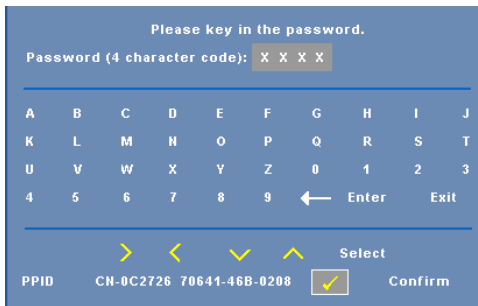 Please key in the password.
Password (4 character code): X X X X
A B C D E F G H I J
K L M N O P Q R S T
U V W X Y Z 0 1 2 3
4 5 6 7 8 9 Enter Exit
Select
PPID CN-0C2726 70641-46B-0208 Confirm